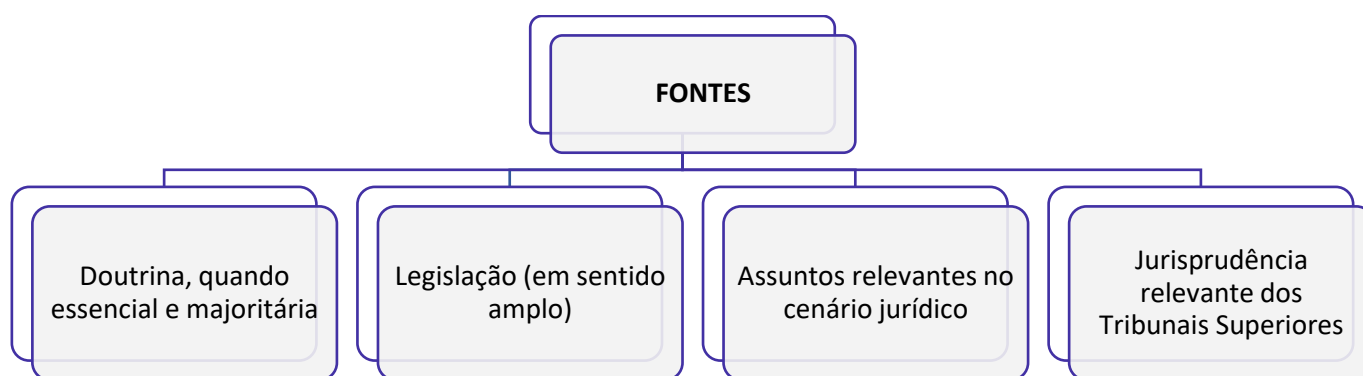 FONTES
Doutrina, quando
essencial e majoritária
Legislação (em sentido
amplo)
Assuntos relevantes no
cenário jurídico
Jurisprudência
relevante dos
Tribunais Superiores